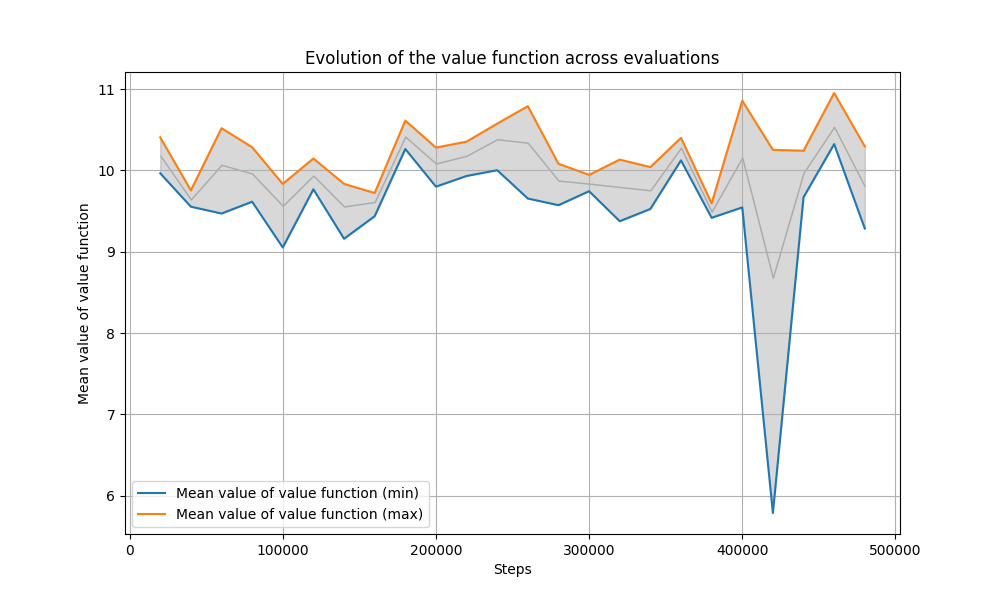 Evolution of the value function across evaluations
Mean value of value function
11
10
9
8
7
6
Mean value of value function (min)
Mean value of value function (max)
0
100000
200000
300000
400000
500000
Steps